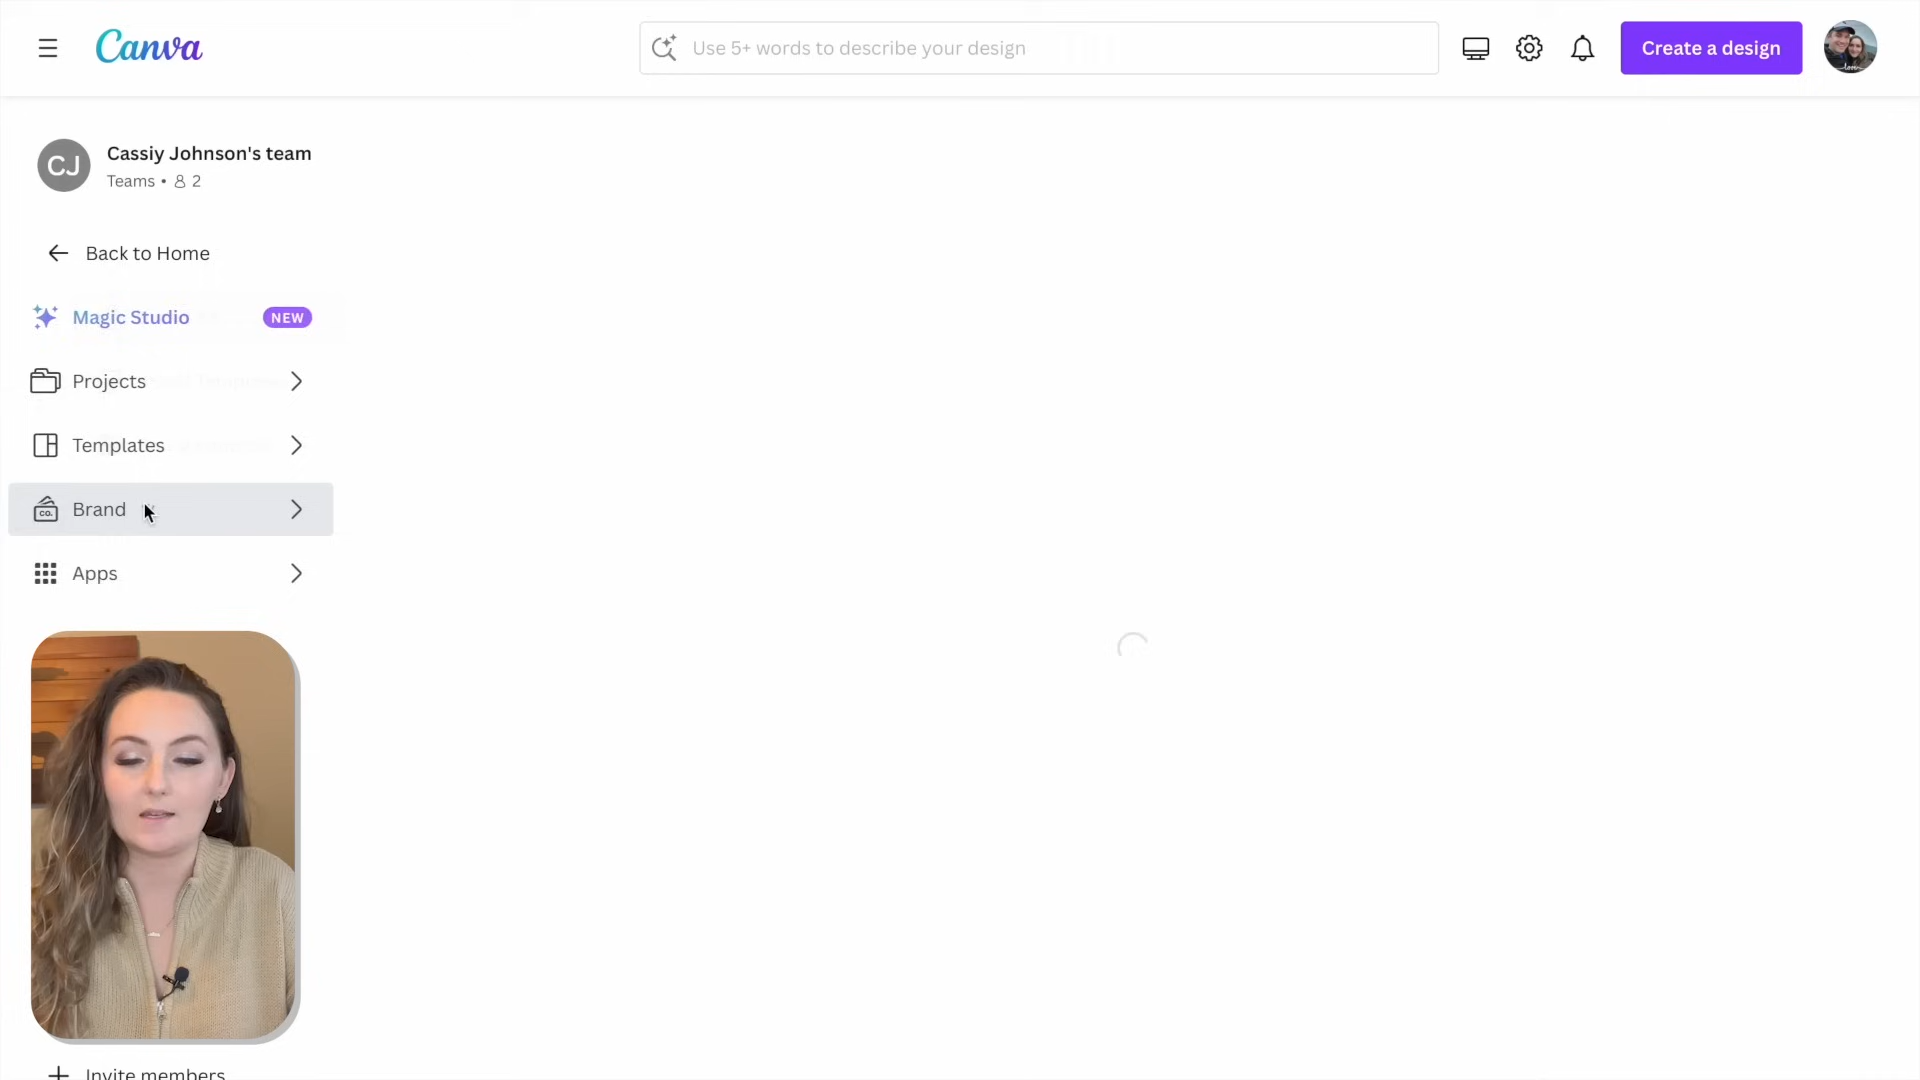 Canva
Use 5+ words to describe your design
Create a design
CJ
Cassiy Johnson's team
Teams • 2
Back to Home
Magic Studio
NEW
Projects
Templates
CO.
Brand
Apps
Invite members